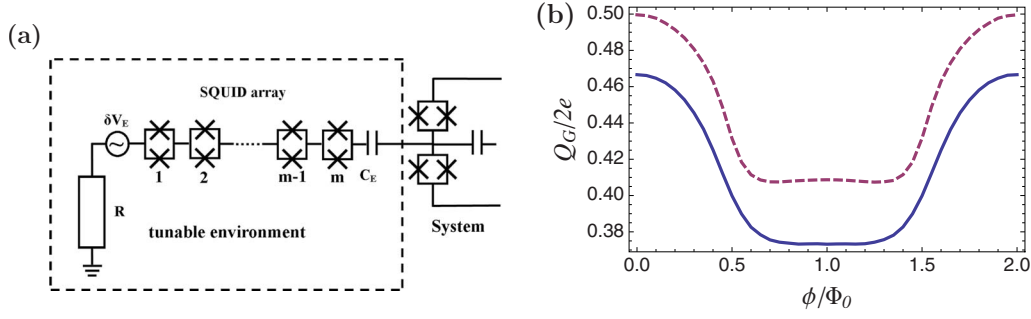 (a)
SQUID array
δV_E
~
1 2 m-1 m C_E
R
tunable environment
System
(b)
0.50
0.48
0.46
0.44
0.42
0.40
0.38
Q_G/2e
0.0 0.5 1.0 1.5 2.0
ϕ/Φ_0